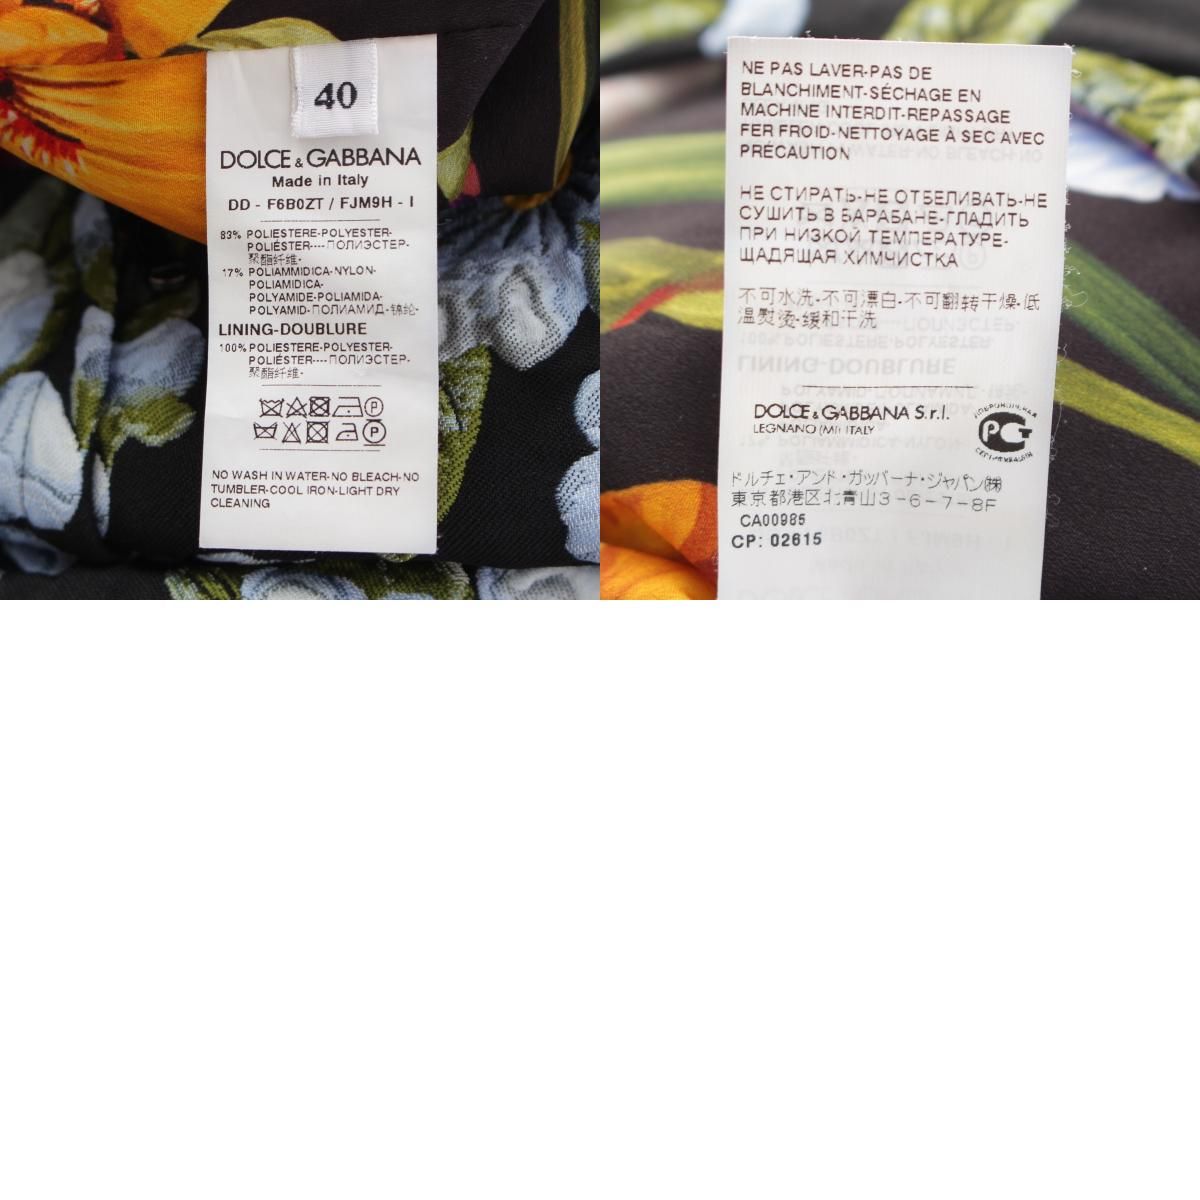 40
DOLCE & GABBANA
Made in Italy
DD - F6B0ZT / FJM9H - I
83% POLIESTERE-POLYESTER-
POLIÉSTER----ПОЛИЭСТЕР-
聚酯纤维-
17% POLIAMMIDICA-NYLON-
POLIAMIDICA-
POLYAMIDE-POLIAMIDA-
POLYAMID-ПОЛИАМИД-锦纶-
LINING-DOUBLURE
100% POLIESTERE-POLYESTER-
POLIÉSTER----ПОЛИЭСТЕР-
聚酯纤维-
NO WASH IN WATER-NO BLEACH-NO
TUMBLER-COOL IRON-LIGHT DRY
CLEANING
NE PAS LAVER-PAS DE
BLANCHIMENT-SÉCHAGE EN
MACHINE INTERDIT-REPASSAGE
FER FROID-NETTOYAGE À SEC AVEC
PRÉCAUTION
НЕ СТИРАТЬ-НЕ ОТБЕЛИВАТЬ-НЕ
СУШИТЬ В БАРАБАНЕ-ГЛАДИТЬ
ПРИ НИЗКОЙ ТЕМПЕРАТУРЕ-
ЩАДЯЩАЯ ХИМЧИСТКА
不可水洗-不可漂白-不可翻转干燥-低
温熨烫-缓和干洗
DOLCE & GABBANA S.r.l.
LEGNANO (MI) ITALY
ドルチェ・アンド・ガッバーナ・ジャパン㈱
東京都港区北青山3-6-7-8F
CA00985
CP: 02615